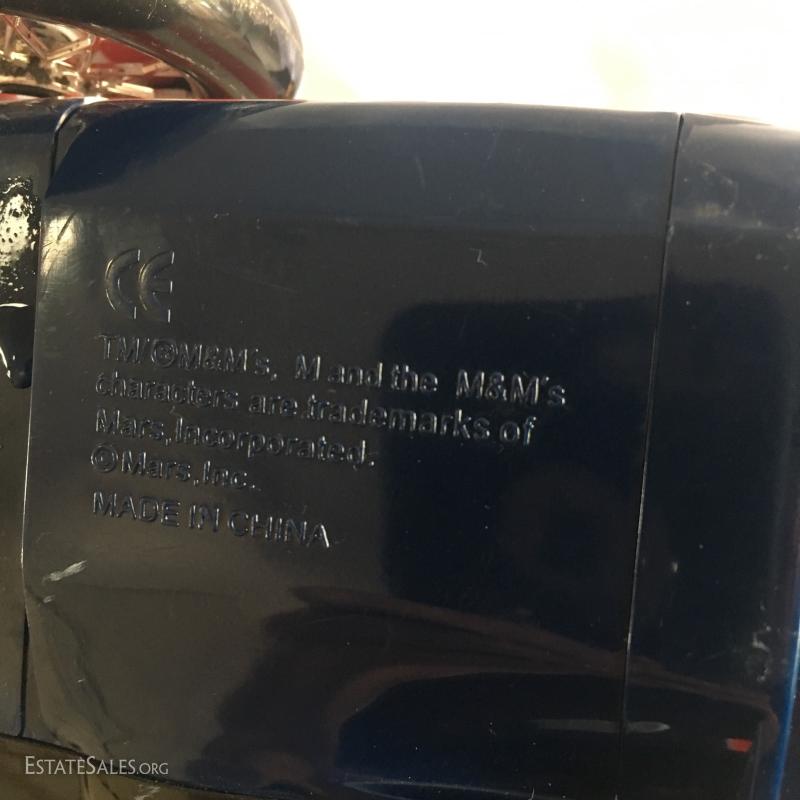 CE
TM/®M&M's, M and the M&M's
characters are trademarks of
Mars, Incorporated.
©Mars, Inc.
MADE IN CHINA
ESTATESALES.ORG